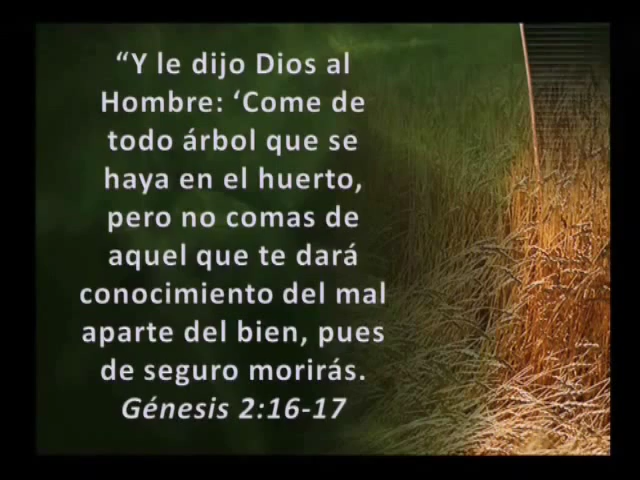 “Y le dijo Dios al
Hombre: ‘Come de
todo árbol que se
haya en el huerto,
pero no comas de
aquel que te dará
conocimiento del mal
aparte del bien, pues
de seguro morirás.
Génesis 2:16-17